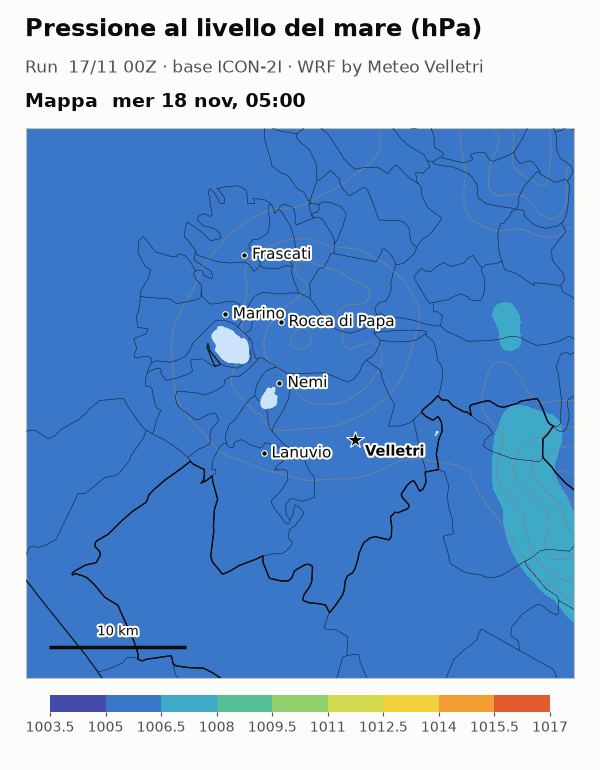 Pressione al livello del mare (hPa)
Run  17/11 00Z · base ICON-2I · WRF by Meteo Velletri
Mappa  mer 18 nov, 05:00
Frascati
Marino
Rocca di Papa
Nemi
Velletri
Lanuvio
10 km
1003.5 1005 1006.5 1008 1009.5 1011 1012.5 1014 1015.5 1017